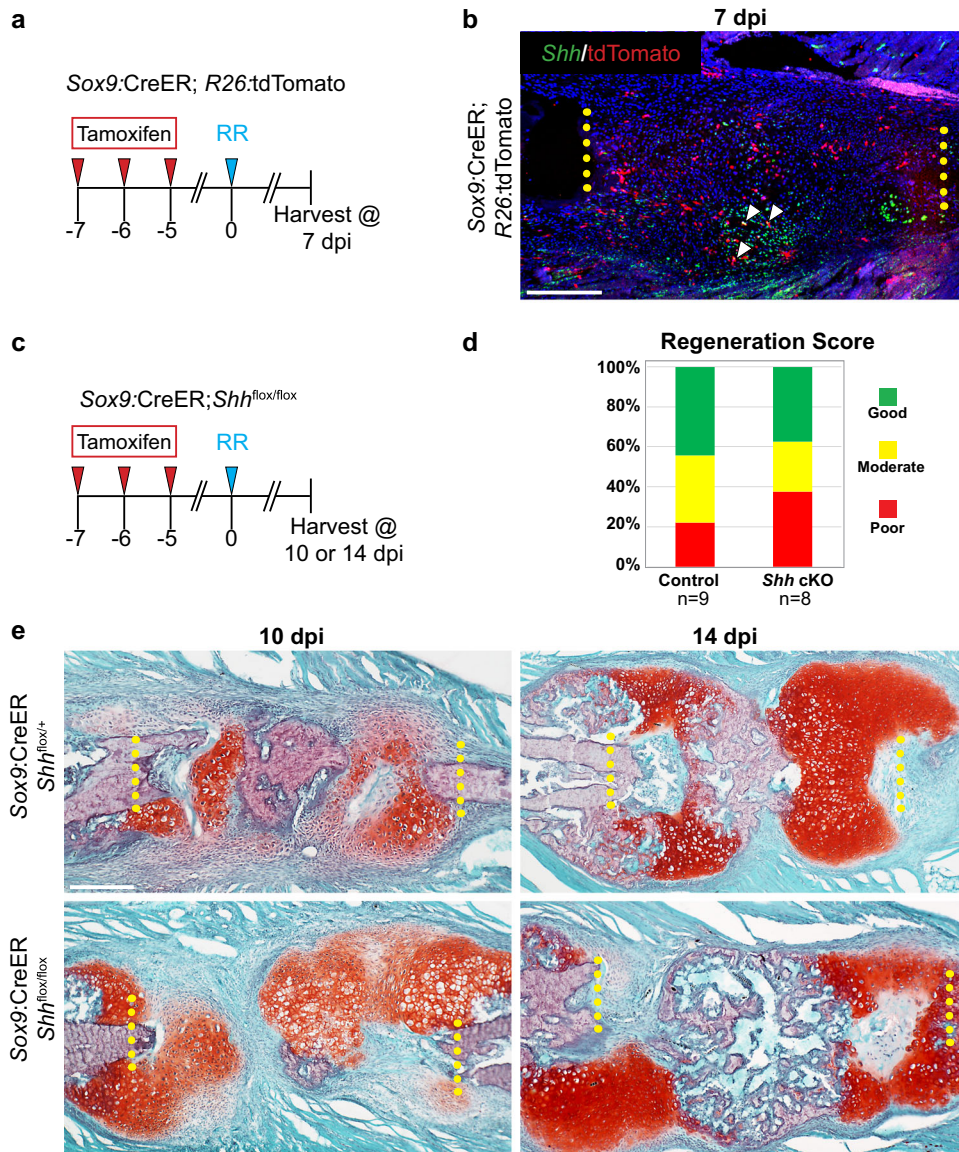 a
Sox9:CreER; R26:tdTomato
Tamoxifen
RR
-7
-6
-5
0
Harvest @
7 dpi
b
7 dpi
Shh/tdTomato
Sox9:CreER;
R26:tdTomato
c
Sox9:CreER;Shhflox/flox
Tamoxifen
RR
-7
-6
-5
0
Harvest @
10 or 14 dpi
d
Regeneration Score
100%
80%
60%
40%
20%
0%
Control
n=9
Shh cKO
n=8
Good
Moderate
Poor
e
10 dpi
14 dpi
Sox9:CreER
Shhflox/+
Sox9:CreER
Shhflox/flox